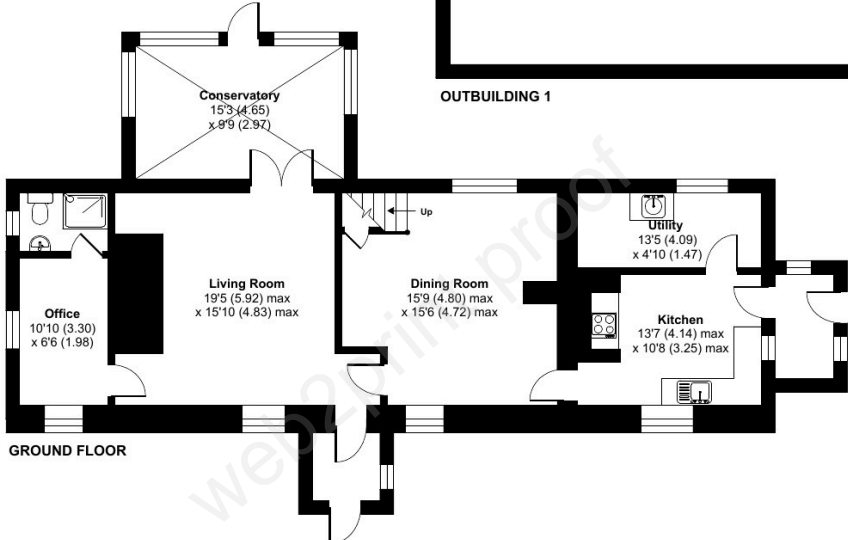 OUTBUILDING 1
Conservatory
15'3 (4.65)
x 9'9 (2.97)
Up
Utility
13'5 (4.09)
x 4'10 (1.47)
Living Room
19'5 (5.92) max
x 15'10 (4.83) max
Dining Room
15'9 (4.80) max
x 15'6 (4.72) max
Office
10'10 (3.30)
x 6'6 (1.98)
Kitchen
13'7 (4.14) max
x 10'8 (3.25) max
GROUND FLOOR
web2print proof